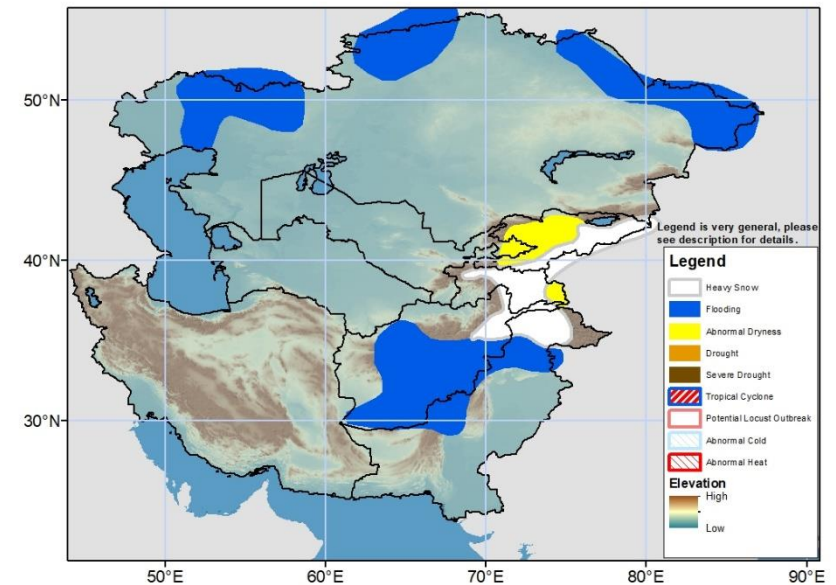 50°N
40°N
30°N
50°E
60°E
70°E
80°E
90°E
Legend is very general, please
see description for details.
Legend
Heavy Snow
Flooding
Abnormal Dryness
Drought
Severe Drought
Tropical Cyclone
Potential Locust Outbreak
Abnormal Cold
Abnormal Heat
Elevation
High
Low